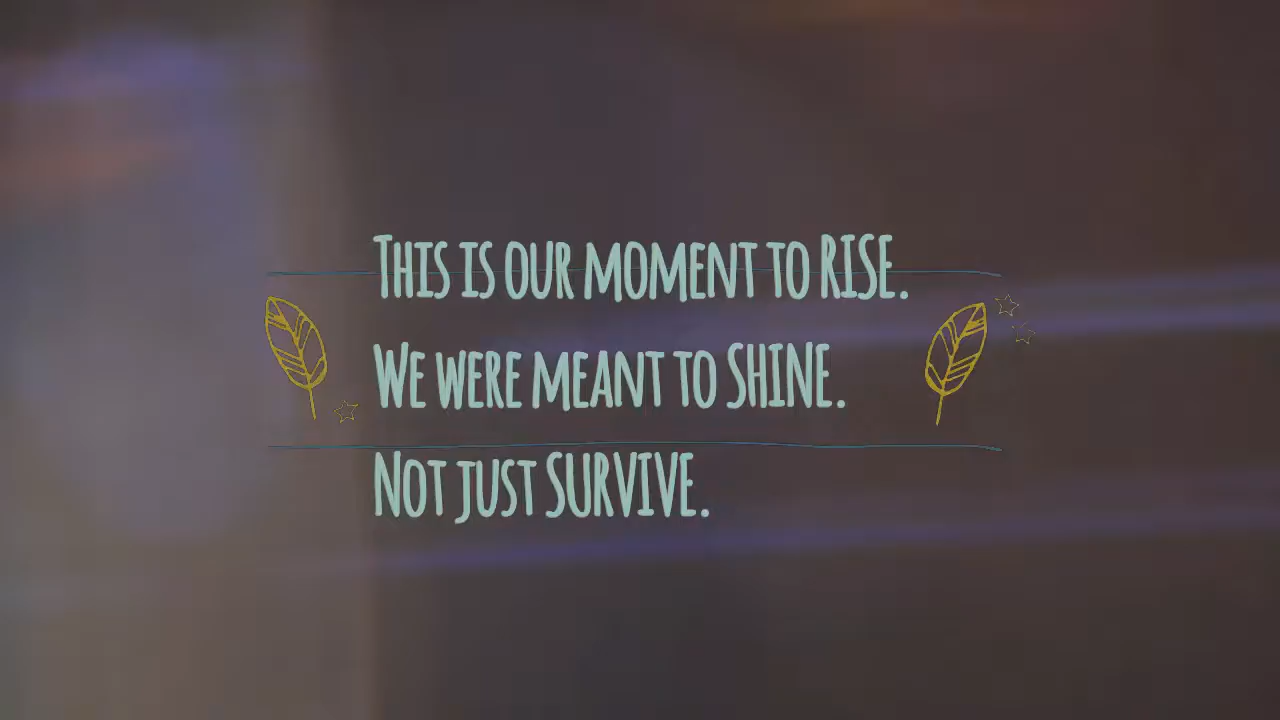 This is our moment to RISE.
We were meant to SHINE.
Not just SURVIVE.